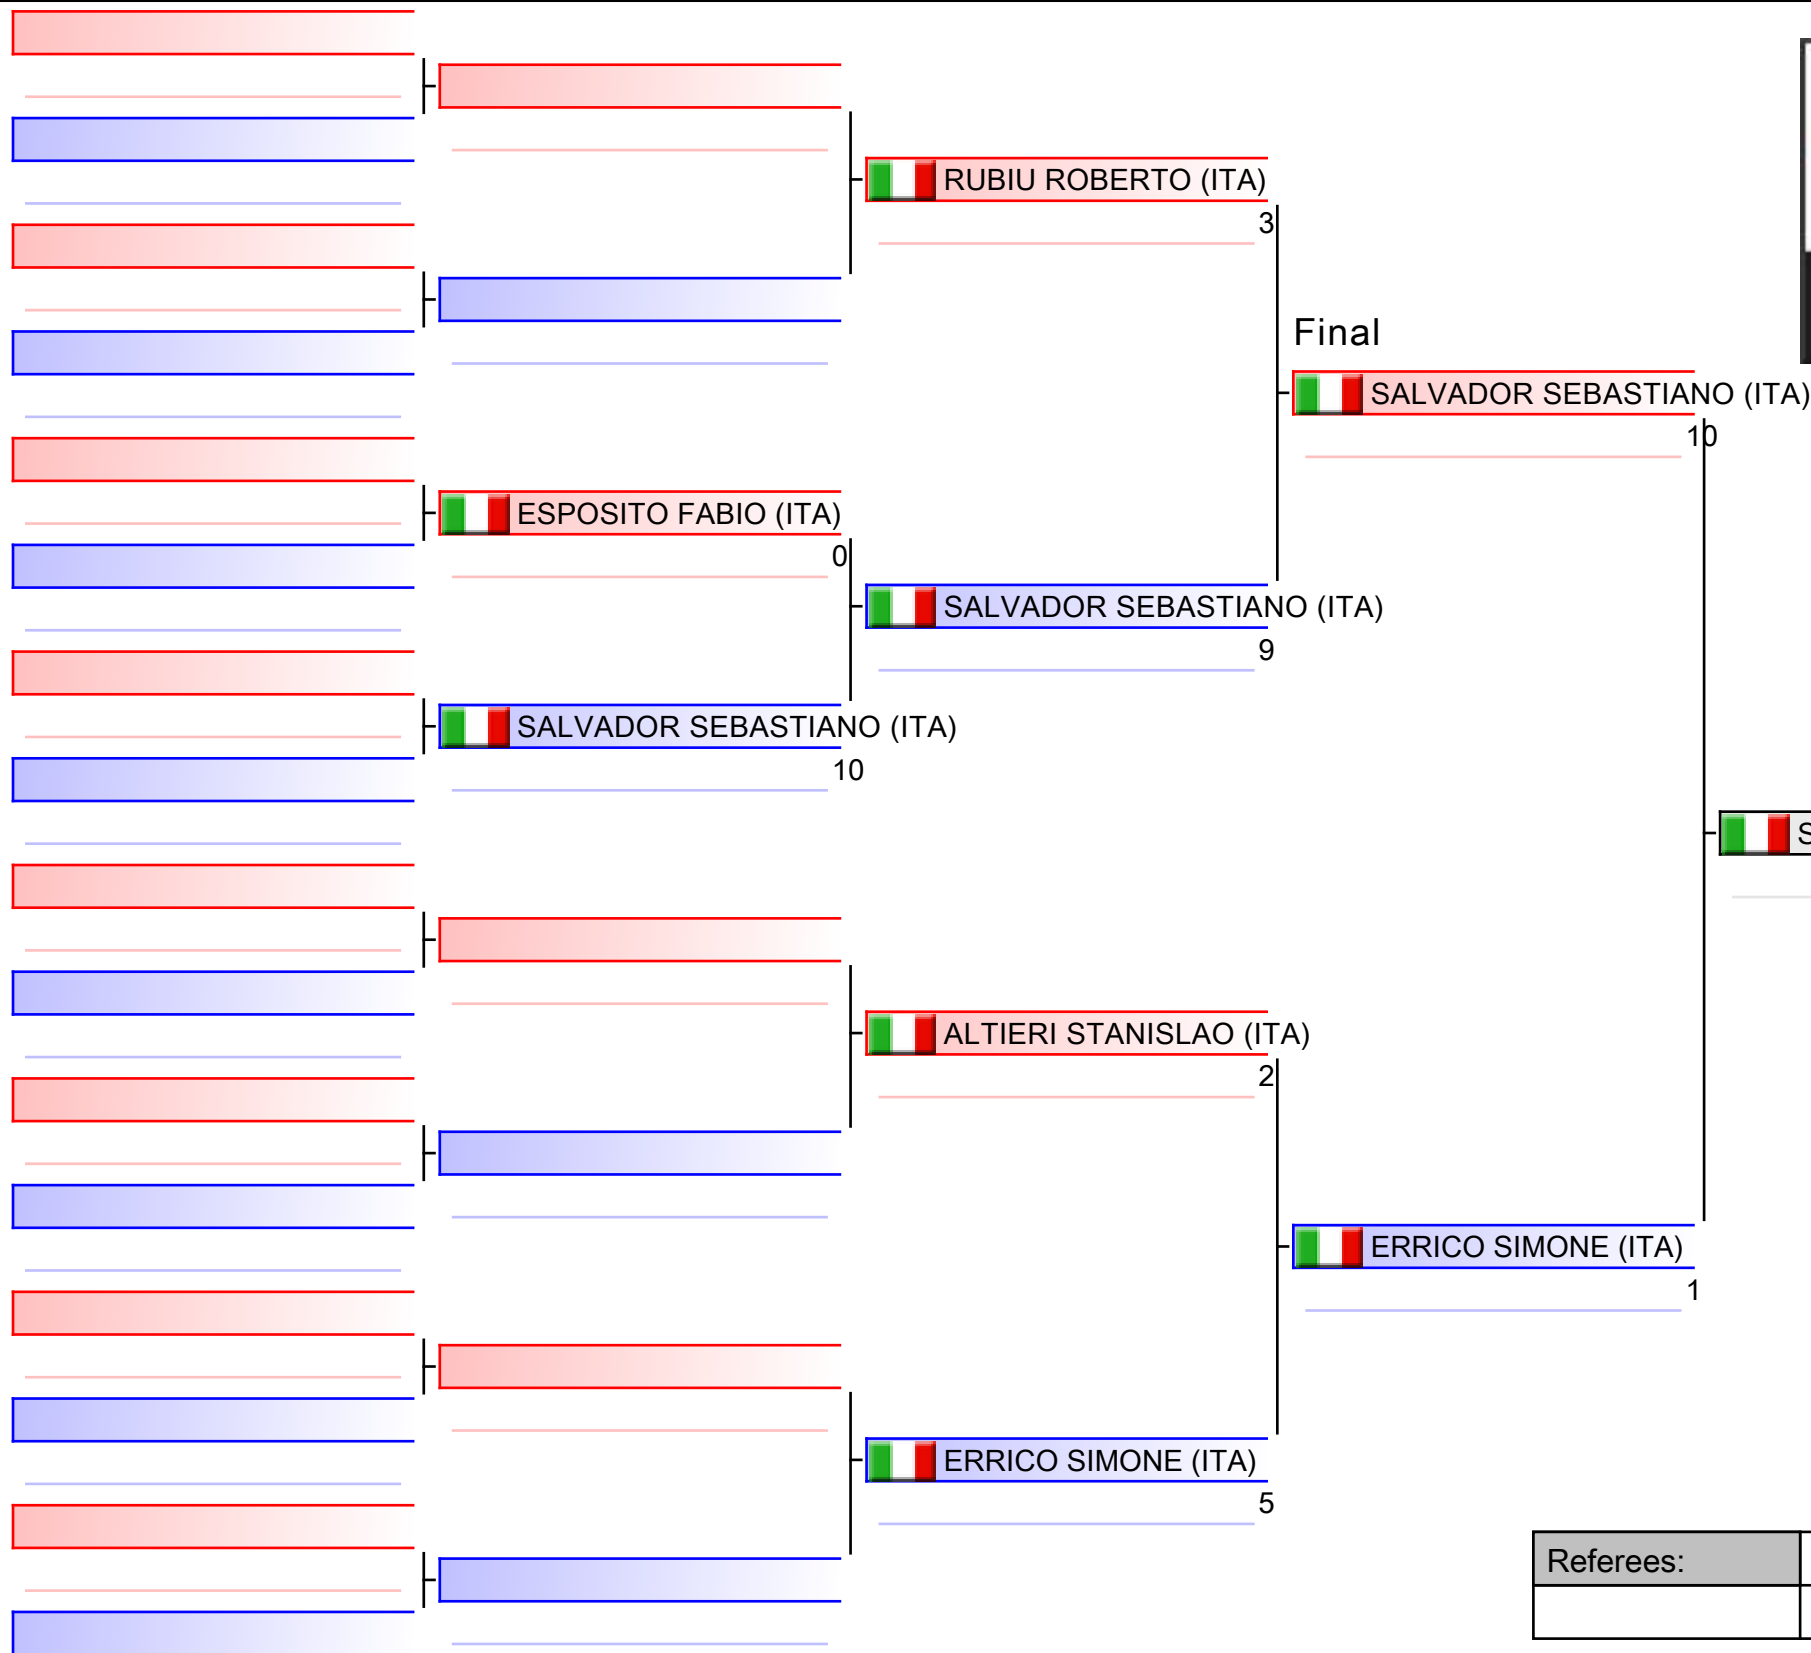 RUBIU ROBERTO (ITA)
3
Final
SALVADOR SEBASTIANO (ITA)
10
ESPOSITO FABIO (ITA)
0
SALVADOR SEBASTIANO (ITA)
9
SALVADOR SEBASTIANO (ITA)
10
S
ALTIERI STANISLAO (ITA)
2
ERRICO SIMONE (ITA)
1
ERRICO SIMONE (ITA)
5
Referees: